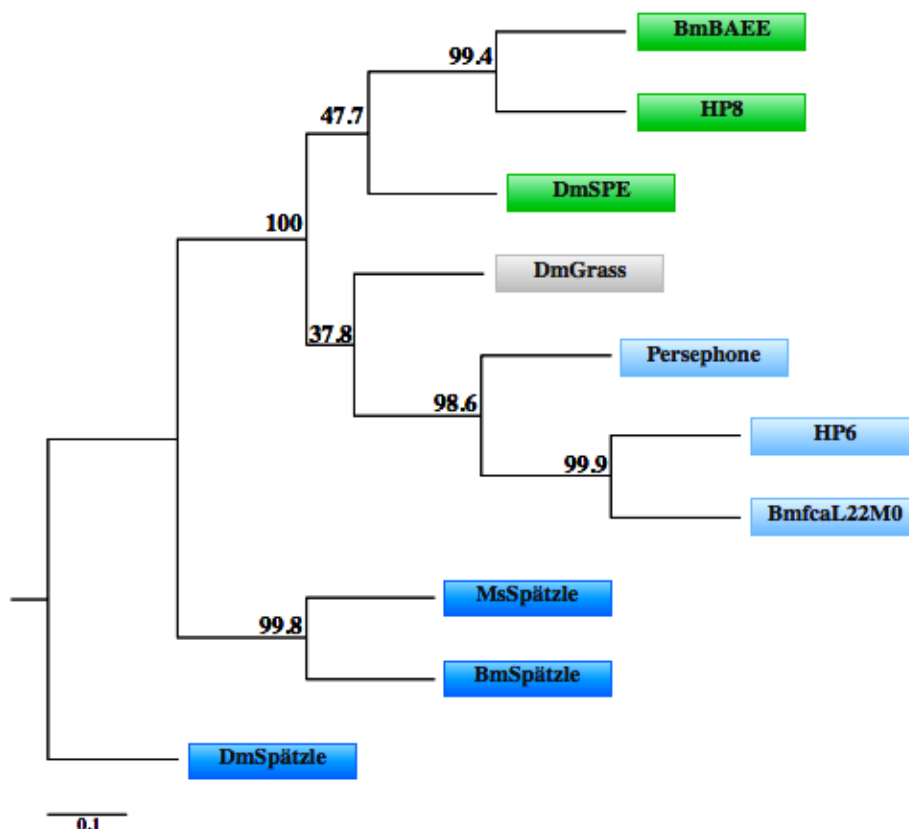 BmBAEE
99.4
HP8
47.7
DmSPE
100
DmGrass
37.8
Persephone
98.6
HP6
99.9
BmfcaL22M0
MsSpätzle
99.8
BmSpätzle
DmSpätzle
0.1